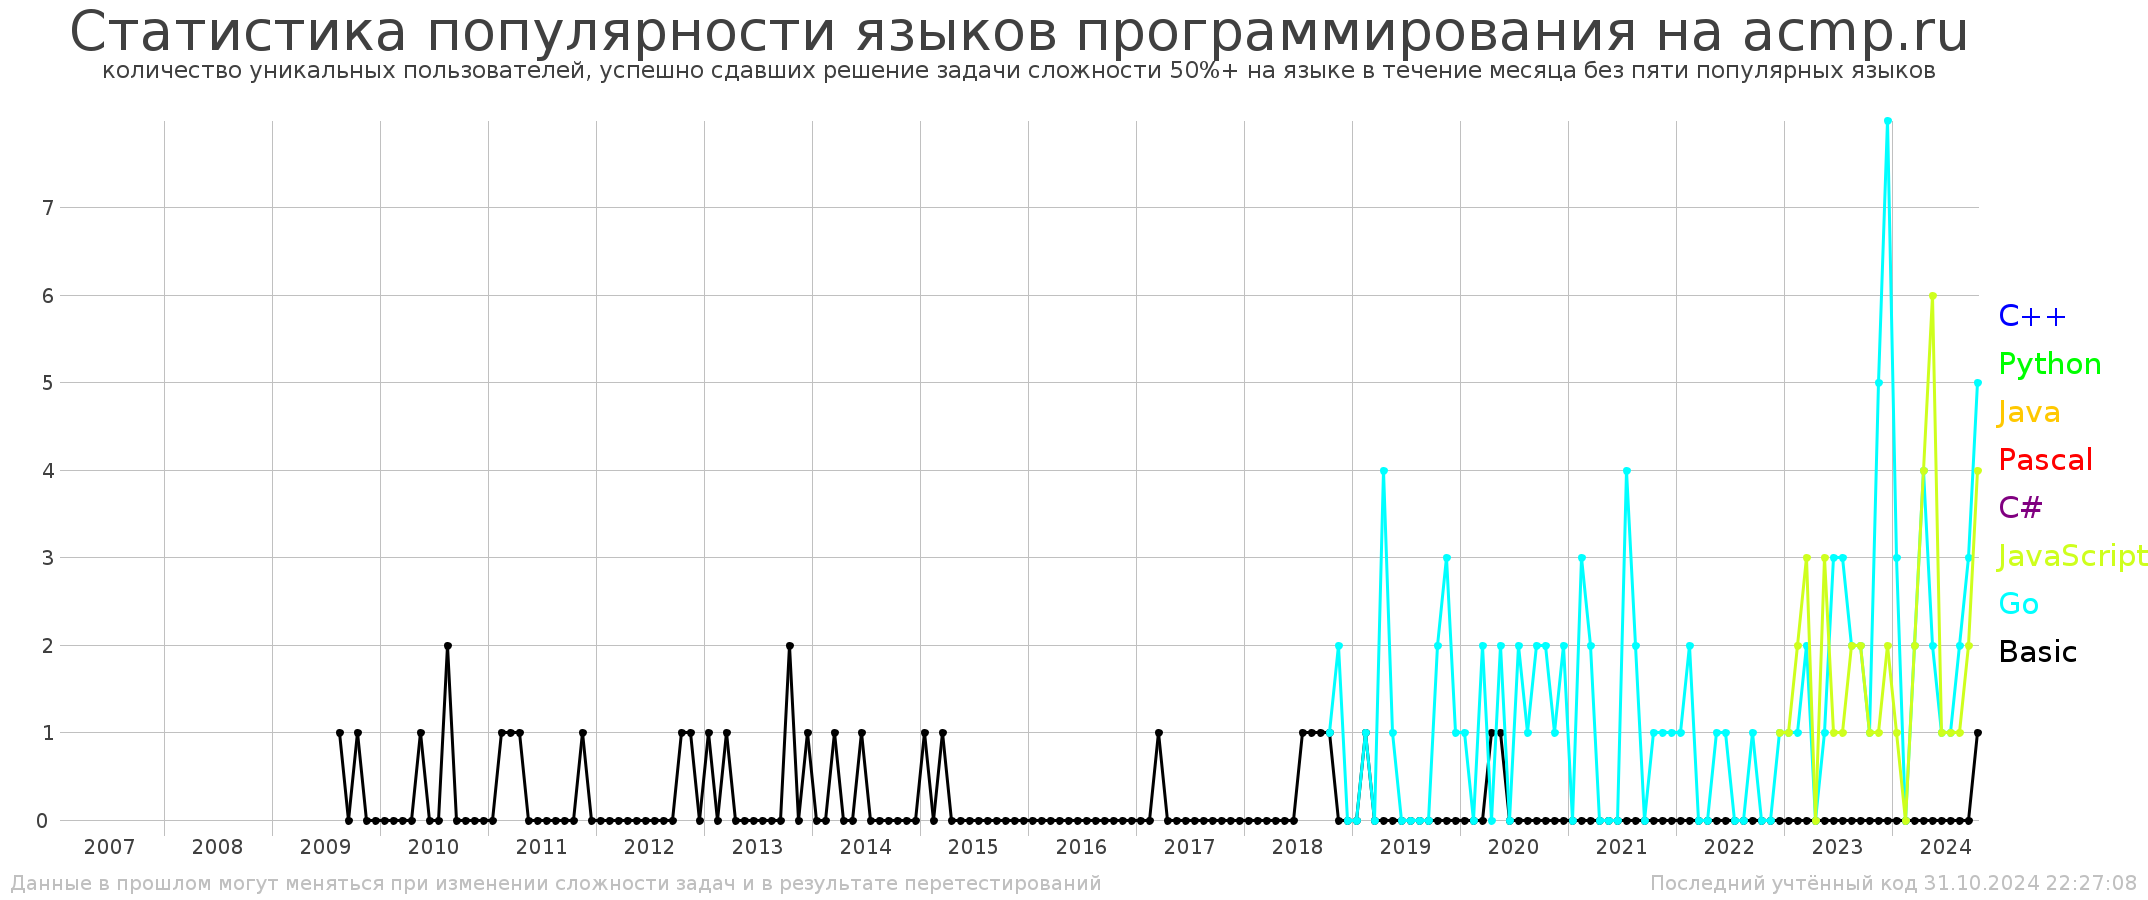 Статистика популярности языков программирования на acmp.ru
количество уникальных пользователей, успешно сдавших решение задачи сложности 50%+ на языке в течение месяца без пяти популярных языков
7
6
5
4
3
2
1
0
C++
Python
Java
Pascal
C#
JavaScript
Go
Basic
2007 2008 2009 2010 2011 2012 2013 2014 2015 2016 2017 2018 2019 2020 2021 2022 2023 2024
Данные в прошлом могут меняться при изменении сложности задач и в результате перетестирований
Последний учтённый код 31.10.2024 22:27:08